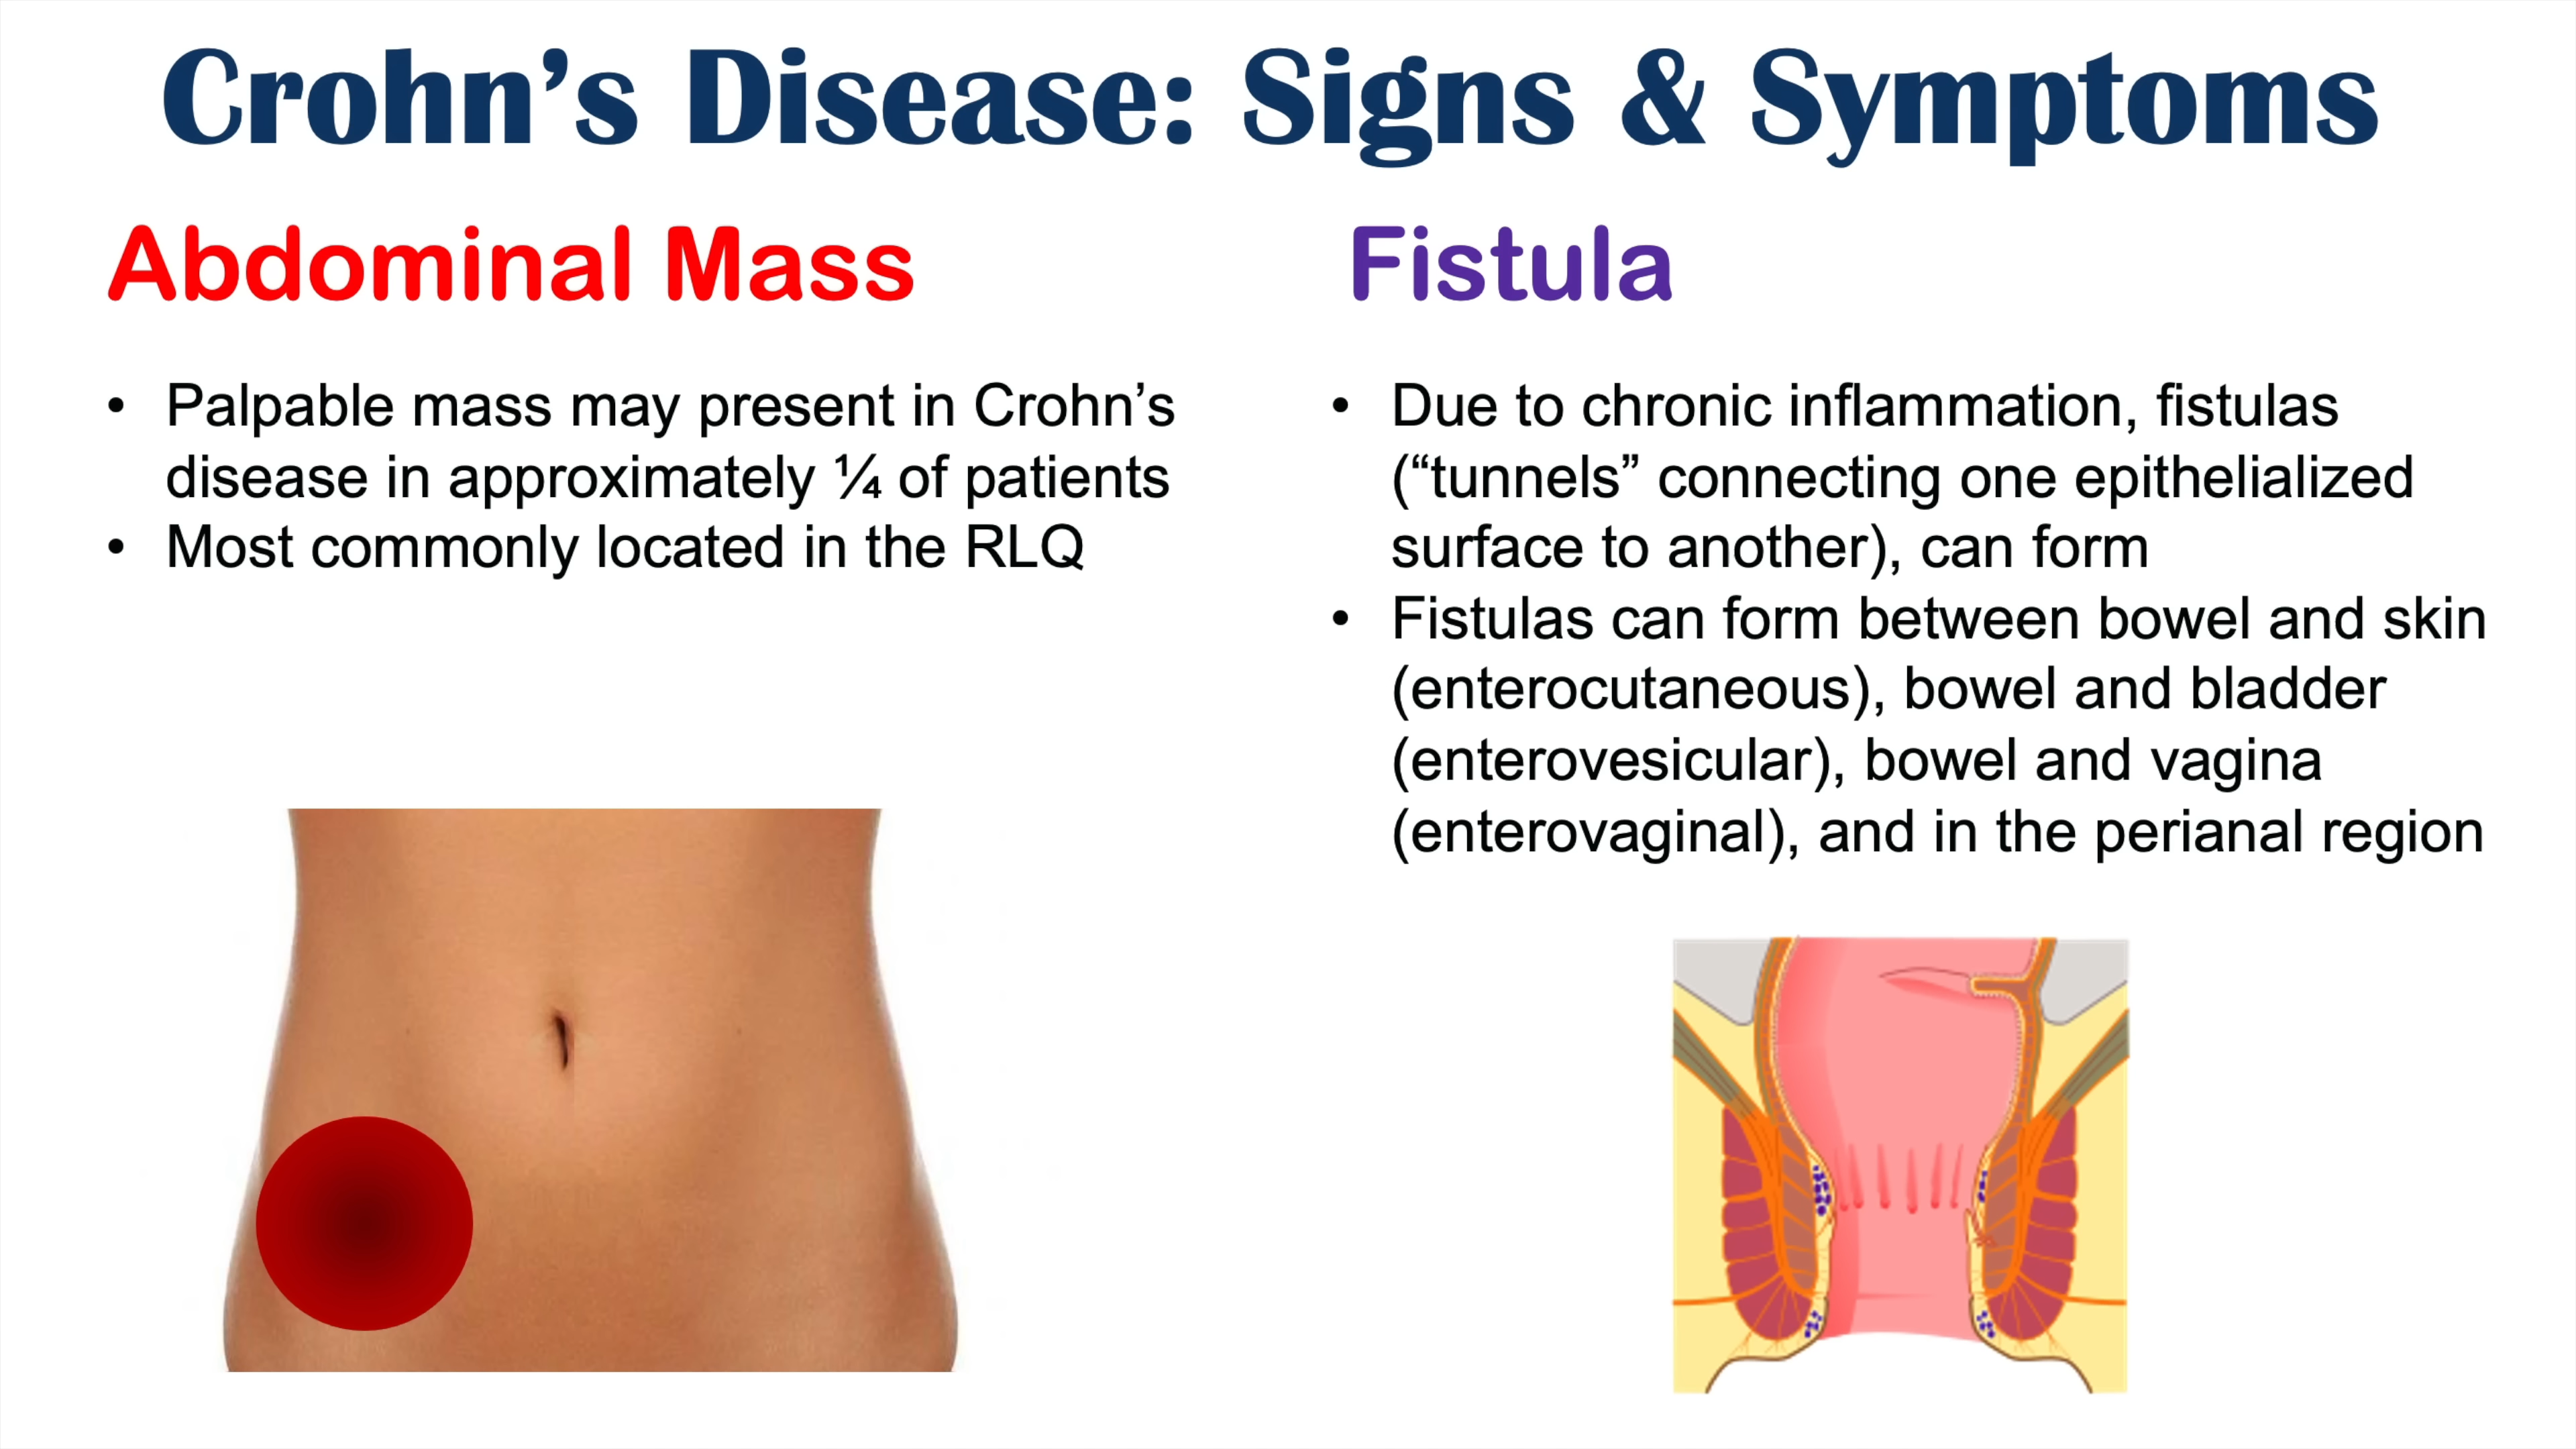 Crohn’s Disease: Signs & Symptoms
Abdominal Mass
• Palpable mass may present in Crohn’s
disease in approximately ¼ of patients
• Most commonly located in the RLQ
Fistula
• Due to chronic inflammation, fistulas
(“tunnels” connecting one epithelialized
surface to another), can form
• Fistulas can form between bowel and skin
(enterocutaneous), bowel and bladder
(enterovesicular), bowel and vagina
(enterovaginal), and in the perianal region